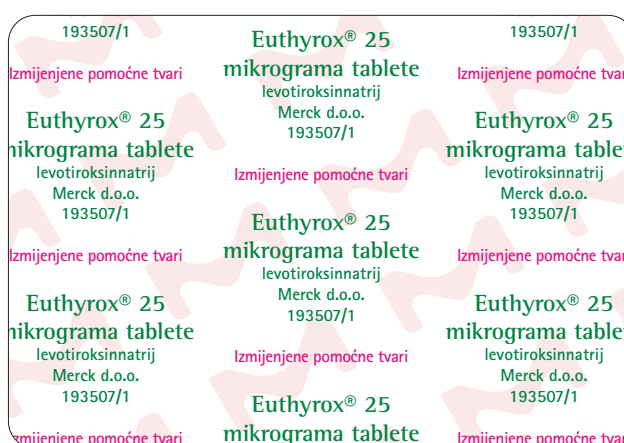 193507/1
Izmijenjene pomoćne tvari
Euthyrox® 25
mikrograma tablete
levotiroksinnatrij
Merck d.o.o.
193507/1
Izmijenjene pomoćne tvari
Euthyrox® 25
mikrograma tablete
levotiroksinnatrij
Merck d.o.o.
193507/1
zmijenjene pomoćne tvari
Euthyrox® 25
mikrograma tablete
levotiroksinnatrij
Merck d.o.o.
193507/1
Izmijenjene pomoćne tvari
Euthyrox® 25
mikrograma tablete
levotiroksinnatrij
Merck d.o.o.
193507/1
Izmijenjene pomoćne tvari
Euthyrox® 25
mikrograma tablete
193507/1
Izmijenjene pomoćne tvari
Euthyrox® 25
mikrograma tablete
levotiroksinnatrij
Merck d.o.o.
193507/1
Izmijenjene pomoćne tvari
Euthyrox® 25
mikrograma tablete
levotiroksinnatrij
Merck d.o.o.
193507/1
Izmijenjene pomoćne tvari